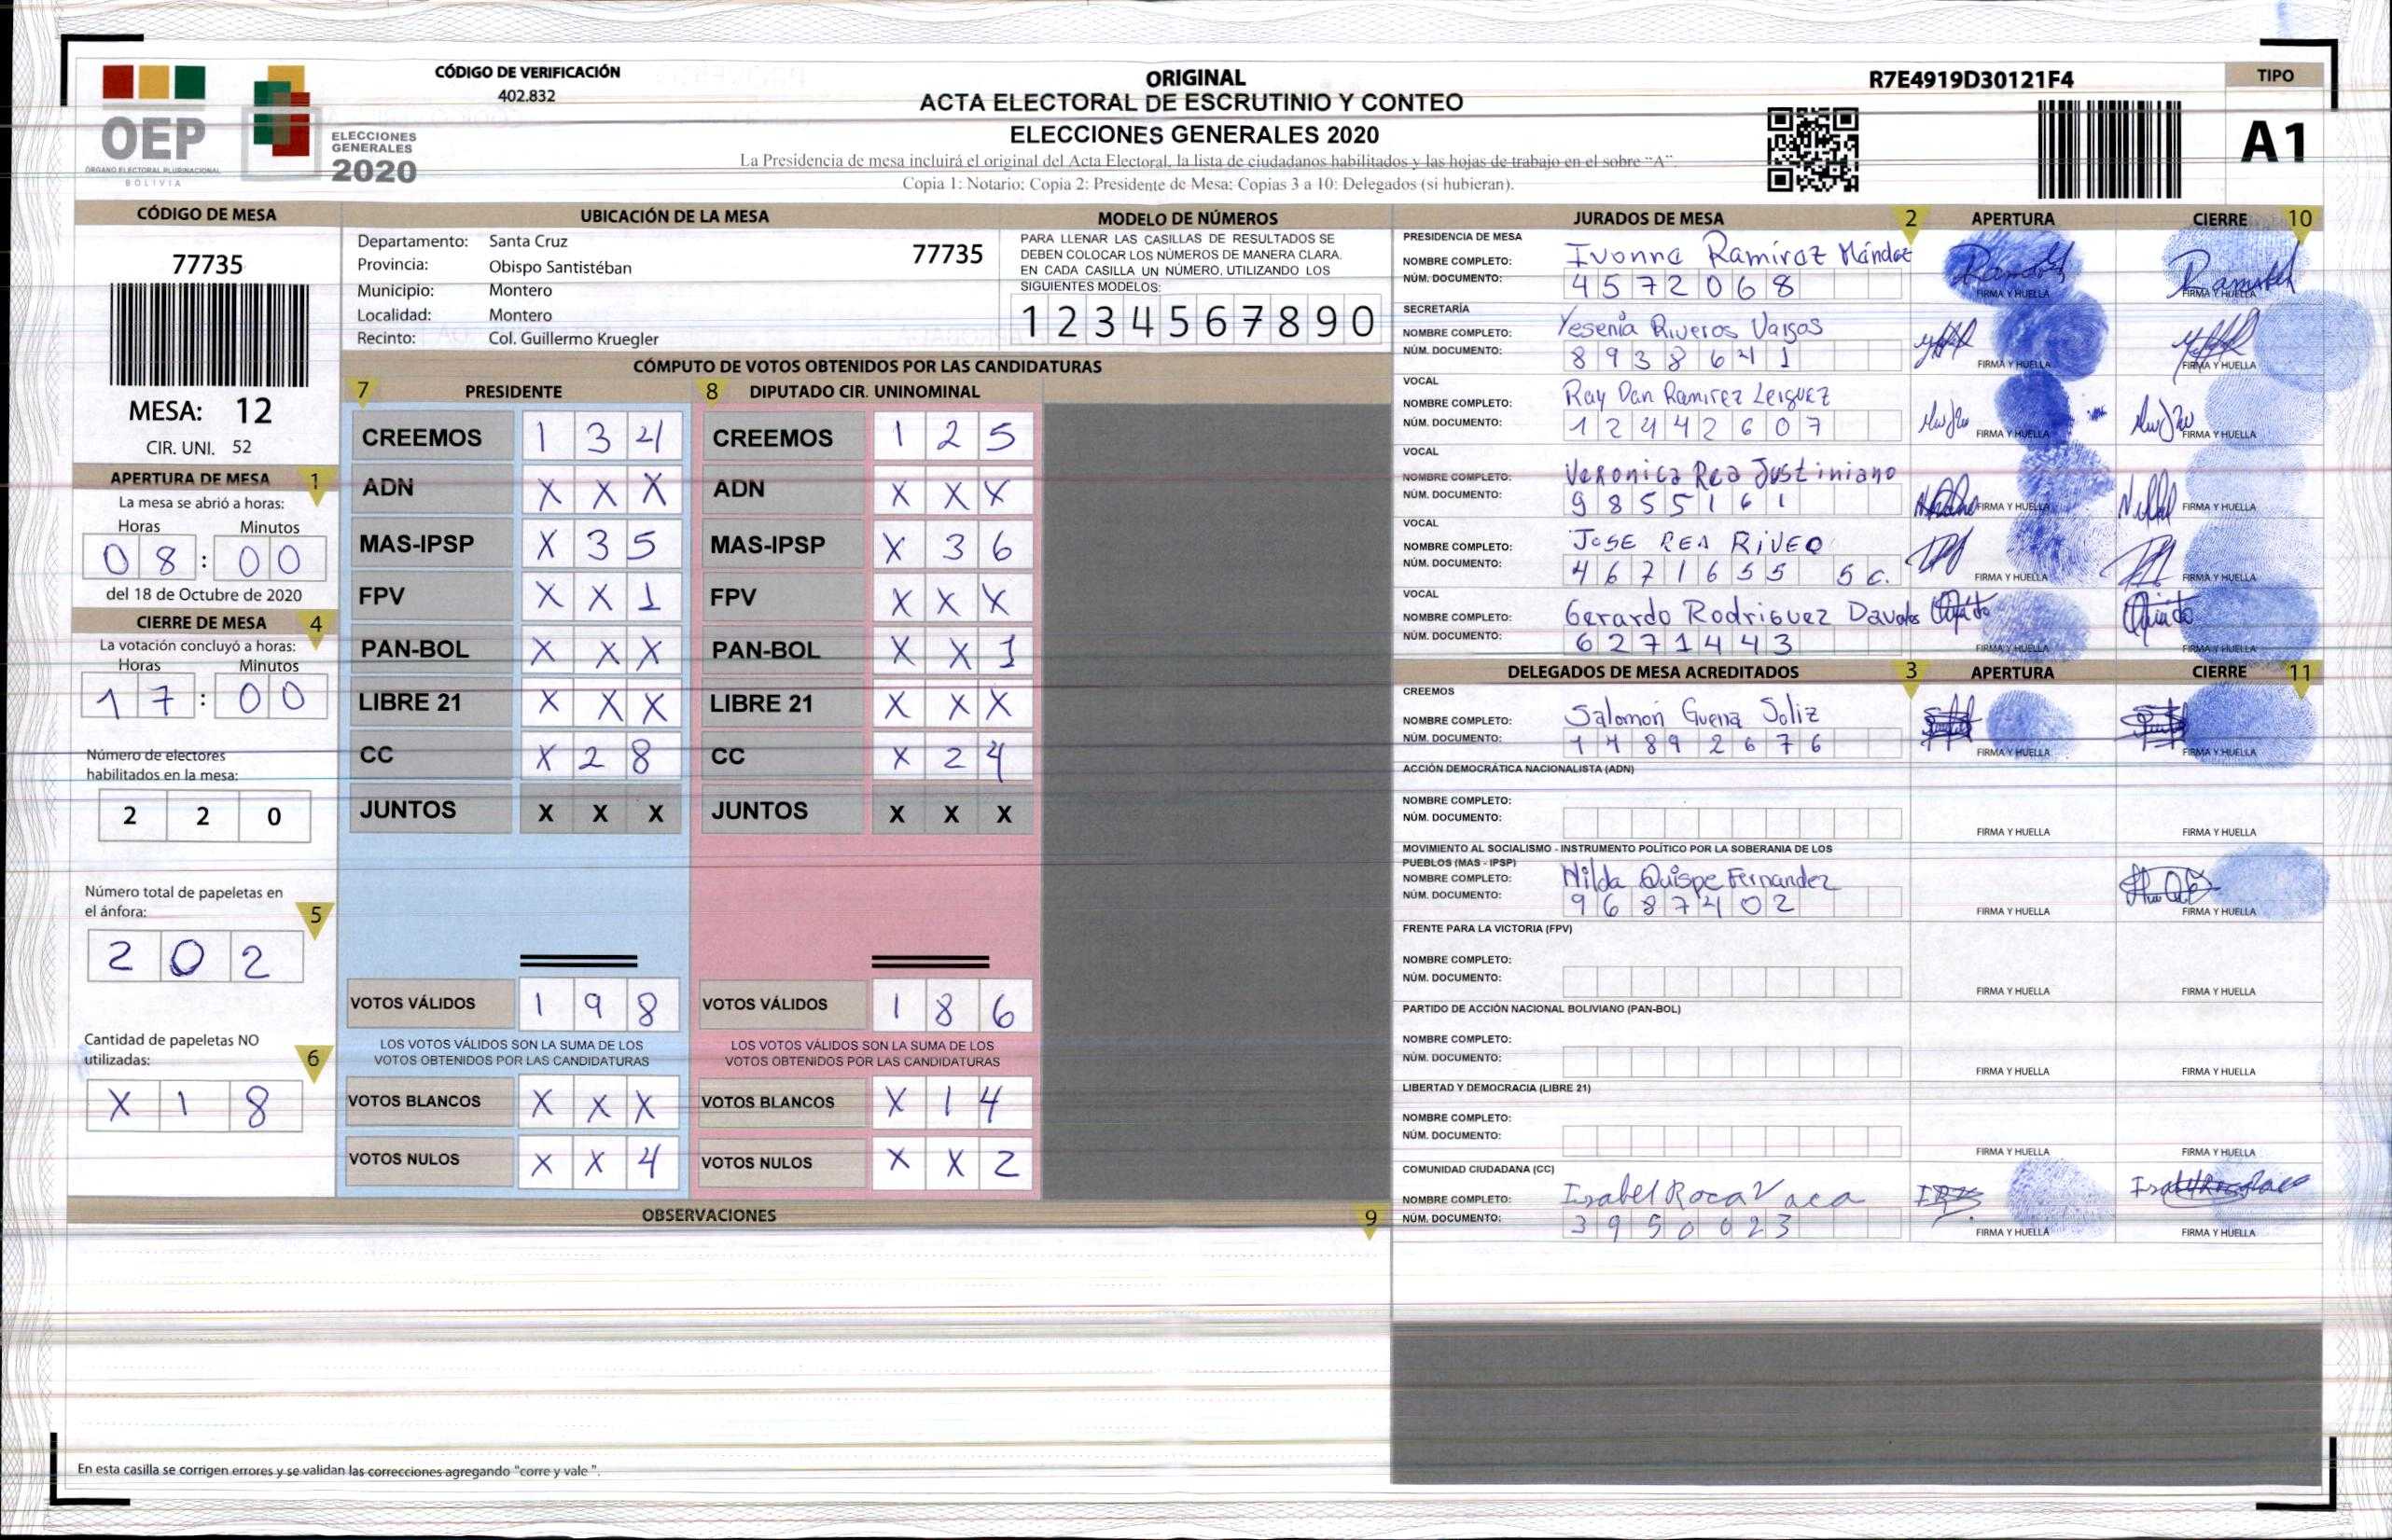 CÓDIGO DE VERIFICACIÓN
402.832
OEP
ÓRGANO ELECTORAL PLURINACIONAL
BOLIVIA
ELECCIONES
GENERALES
2020
ORIGINAL
ACTA ELECTORAL DE ESCRUTINIO Y CONTEO
ELECCIONES GENERALES 2020
La Presidencia de mesa incluirá el original del Acta Electoral, la lista de ciudadanos habilitados y las hojas de trabajo en el sobre "A".
Copia 1: Notario; Copia 2: Presidente de Mesa; Copias 3 a 10: Delegados (si hubieran).
R7E4919D30121F4
TIPO
A1
CÓDIGO DE MESA
77735
MESA: 12
CIR. UNI. 52
APERTURA DE MESA 1
La mesa se abrió a horas:
Horas Minutos
08 : 00
del 18 de Octubre de 2020
CIERRE DE MESA 4
La votación concluyó a horas:
Horas Minutos
17 : 00
Número de electores
habilitados en la mesa:
2 2 0
Número total de papeletas en
el ánfora: 5
2 0 2
Cantidad de papeletas NO
utilizadas: 6
X 1 8
UBICACIÓN DE LA MESA
Departamento: Santa Cruz 77735
Provincia: Obispo Santistéban
Municipio: Montero
Localidad: Montero
Recinto: Col. Guillermo Kruegler
MODELO DE NÚMEROS
PARA LLENAR LAS CASILLAS DE RESULTADOS SE
DEBEN COLOCAR LOS NÚMEROS DE MANERA CLARA.
EN CADA CASILLA UN NÚMERO, UTILIZANDO LOS
SIGUIENTES MODELOS:
1 2 3 4 5 6 7 8 9 0
CÓMPUTO DE VOTOS OBTENIDOS POR LAS CANDIDATURAS
7 PRESIDENTE 8 DIPUTADO CIR. UNINOMINAL
CREEMOS 1 3 4 CREEMOS 1 2 5
ADN X X X ADN X X X
MAS-IPSP X 3 5 MAS-IPSP X 3 6
FPV X X 1 FPV X X X
PAN-BOL X X X PAN-BOL X X 1
LIBRE 21 X X X LIBRE 21 X X X
CC X 2 8 CC X 2 4
JUNTOS X X X JUNTOS X X X
VOTOS VÁLIDOS 1 9 8 VOTOS VÁLIDOS 1 8 6
LOS VOTOS VÁLIDOS SON LA SUMA DE LOS LOS VOTOS VÁLIDOS SON LA SUMA DE LOS
VOTOS OBTENIDOS POR LAS CANDIDATURAS VOTOS OBTENIDOS POR LAS CANDIDATURAS
VOTOS BLANCOS X X X VOTOS BLANCOS X 1 4
VOTOS NULOS X X 4 VOTOS NULOS X X 2
OBSERVACIONES 9
En esta casilla se corrigen errores y se validan las correcciones agregando "corre y vale ".
JURADOS DE MESA 2 APERTURA CIERRE 10
PRESIDENCIA DE MESA
NOMBRE COMPLETO: Ivonne Ramirez Méndez
NÚM. DOCUMENTO: 4572068
FIRMA Y HUELLA FIRMA Y HUELLA
SECRETARÍA
NOMBRE COMPLETO: Yesenia Riveros Vargas
NÚM. DOCUMENTO: 8938641
FIRMA Y HUELLA FIRMA Y HUELLA
VOCAL
NOMBRE COMPLETO: Ray Dan Ramirez Leiguez
NÚM. DOCUMENTO: 12442607
FIRMA Y HUELLA FIRMA Y HUELLA
VOCAL
NOMBRE COMPLETO: Veronica Rea Justiniano
NÚM. DOCUMENTO: 9855161
FIRMA Y HUELLA FIRMA Y HUELLA
VOCAL
NOMBRE COMPLETO: JOSE REA RIVEO
NÚM. DOCUMENTO: 4671655 SC.
FIRMA Y HUELLA FIRMA Y HUELLA
VOCAL
NOMBRE COMPLETO: Gerardo Rodriguez Davalos
NÚM. DOCUMENTO: 6271443
FIRMA Y HUELLA FIRMA Y HUELLA
DELEGADOS DE MESA ACREDITADOS 3 APERTURA CIERRE 11
CREEMOS
NOMBRE COMPLETO: Salomón Guerra Soliz
NÚM. DOCUMENTO: 14892676
FIRMA Y HUELLA FIRMA Y HUELLA
ACCIÓN DEMOCRÁTICA NACIONALISTA (ADN)
NOMBRE COMPLETO:
NÚM. DOCUMENTO:
FIRMA Y HUELLA FIRMA Y HUELLA
MOVIMIENTO AL SOCIALISMO - INSTRUMENTO POLÍTICO POR LA SOBERANIA DE LOS
PUEBLOS (MAS - IPSP)
NOMBRE COMPLETO: Hilda Quispe Fernandez
NÚM. DOCUMENTO: 9687402
FIRMA Y HUELLA FIRMA Y HUELLA
FRENTE PARA LA VICTORIA (FPV)
NOMBRE COMPLETO:
NÚM. DOCUMENTO:
FIRMA Y HUELLA FIRMA Y HUELLA
PARTIDO DE ACCIÓN NACIONAL BOLIVIANO (PAN-BOL)
NOMBRE COMPLETO:
NÚM. DOCUMENTO:
FIRMA Y HUELLA FIRMA Y HUELLA
LIBERTAD Y DEMOCRACIA (LIBRE 21)
NOMBRE COMPLETO:
NÚM. DOCUMENTO:
FIRMA Y HUELLA FIRMA Y HUELLA
COMUNIDAD CIUDADANA (CC)
NOMBRE COMPLETO: Isabel Roca Vaca
NÚM. DOCUMENTO: 3950023
FIRMA Y HUELLA FIRMA Y HUELLA